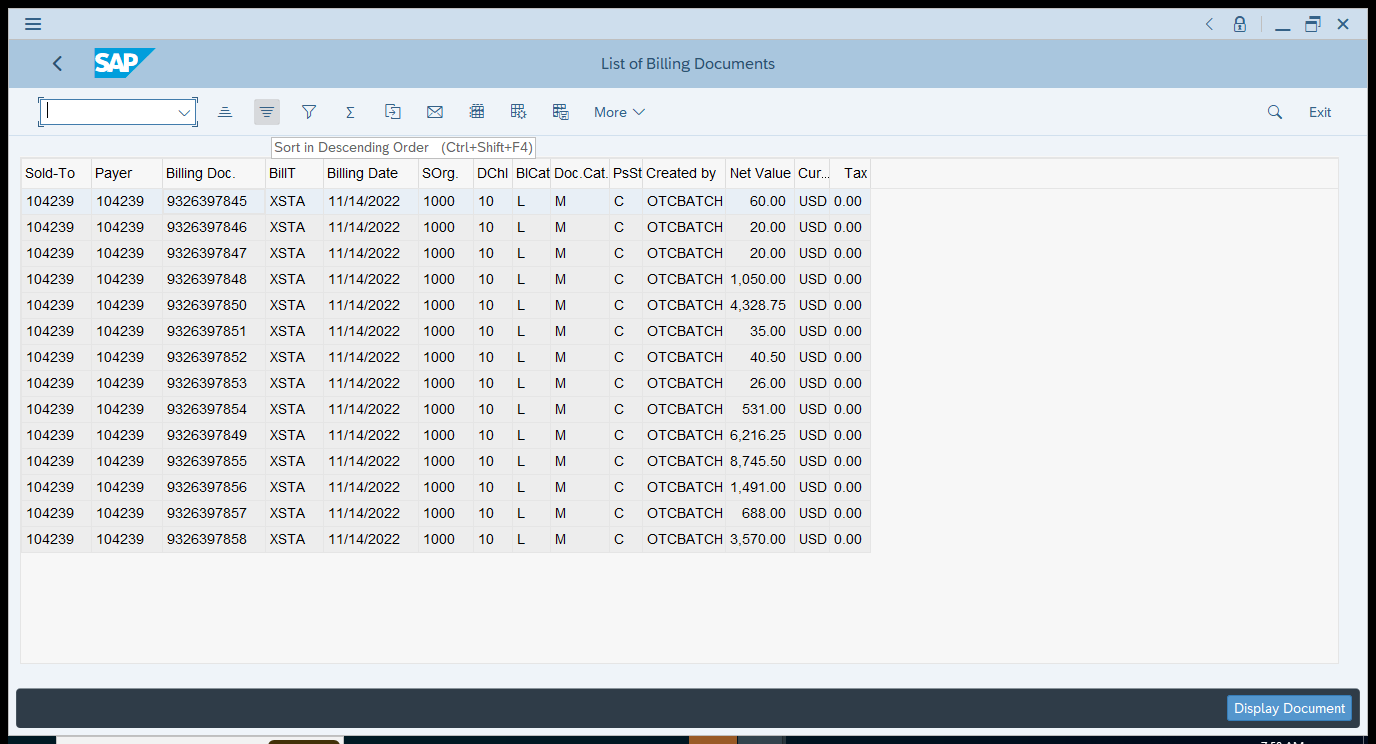 SAP
List of Billing Documents
More
Exit
Sort in Descending Order (Ctrl+Shift+F4)
Sold-To Payer Billing Doc. BillT Billing Date SOrg. DChl BlCat Doc.Cat. PsSt Created by Net Value Cur... Tax
104239 104239 9326397845 XSTA 11/14/2022 1000 10 L M C OTCBATCH 60.00 USD 0.00
104239 104239 9326397846 XSTA 11/14/2022 1000 10 L M C OTCBATCH 20.00 USD 0.00
104239 104239 9326397847 XSTA 11/14/2022 1000 10 L M C OTCBATCH 20.00 USD 0.00
104239 104239 9326397848 XSTA 11/14/2022 1000 10 L M C OTCBATCH 1,050.00 USD 0.00
104239 104239 9326397850 XSTA 11/14/2022 1000 10 L M C OTCBATCH 4,328.75 USD 0.00
104239 104239 9326397851 XSTA 11/14/2022 1000 10 L M C OTCBATCH 35.00 USD 0.00
104239 104239 9326397852 XSTA 11/14/2022 1000 10 L M C OTCBATCH 40.50 USD 0.00
104239 104239 9326397853 XSTA 11/14/2022 1000 10 L M C OTCBATCH 26.00 USD 0.00
104239 104239 9326397854 XSTA 11/14/2022 1000 10 L M C OTCBATCH 531.00 USD 0.00
104239 104239 9326397849 XSTA 11/14/2022 1000 10 L M C OTCBATCH 6,216.25 USD 0.00
104239 104239 9326397855 XSTA 11/14/2022 1000 10 L M C OTCBATCH 8,745.50 USD 0.00
104239 104239 9326397856 XSTA 11/14/2022 1000 10 L M C OTCBATCH 1,491.00 USD 0.00
104239 104239 9326397857 XSTA 11/14/2022 1000 10 L M C OTCBATCH 688.00 USD 0.00
104239 104239 9326397858 XSTA 11/14/2022 1000 10 L M C OTCBATCH 3,570.00 USD 0.00
Display Document